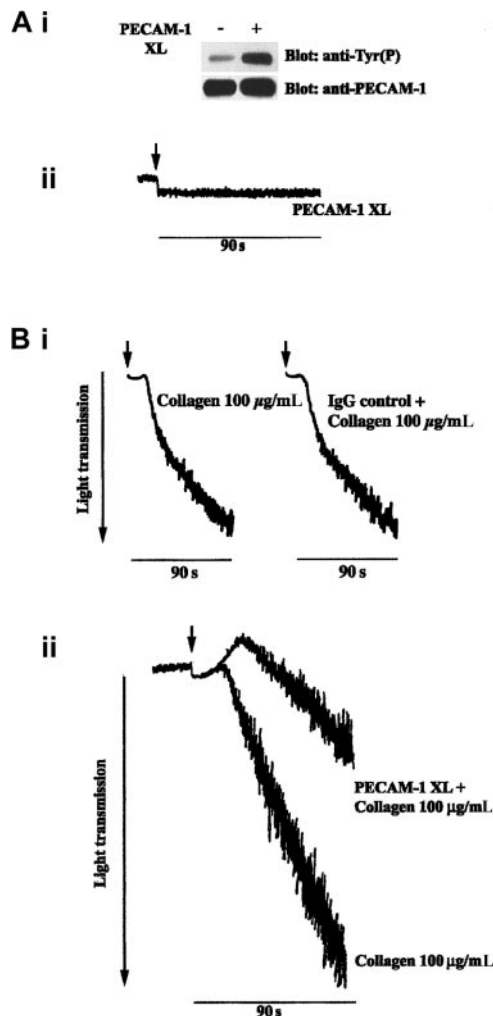 A i
PECAM-1 XL - +
Blot: anti-Tyr(P)
Blot: anti-PECAM-1
ii
PECAM-1 XL
90 s
B i
Light transmission
Collagen 100 µg/mL
90 s
IgG control +
Collagen 100 µg/mL
90 s
ii
Light transmission
PECAM-1 XL +
Collagen 100 µg/mL
Collagen 100 µg/mL
90 s